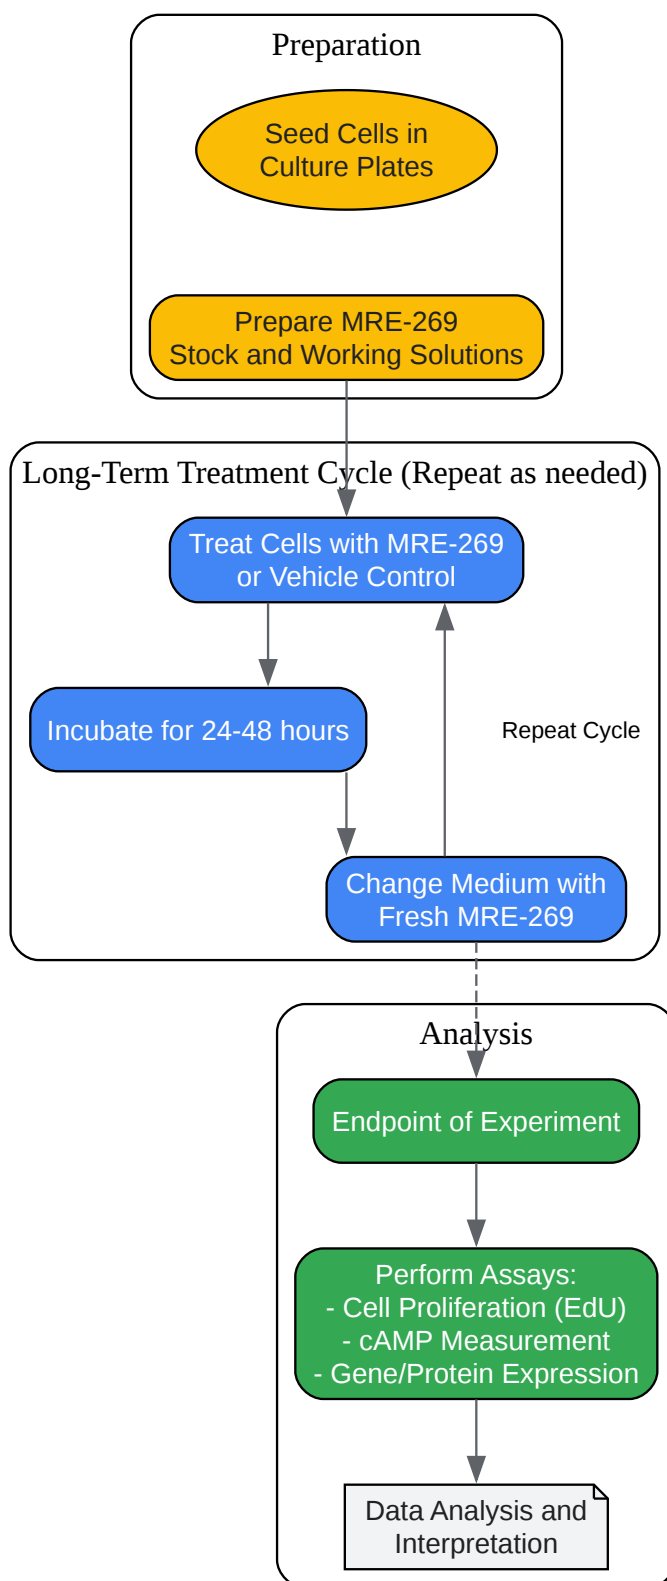 Preparation
Seed Cells in
Culture Plates
Prepare MRE-269
Stock and Working Solutions
Long-Term Treatment Cycle (Repeat as needed)
Treat Cells with MRE-269
or Vehicle Control
Incubate for 24-48 hours
Repeat Cycle
Change Medium with
Fresh MRE-269
Analysis
Endpoint of Experiment
Perform Assays:
- Cell Proliferation (EdU)
- cAMP Measurement
- Gene/Protein Expression
Data Analysis and
Interpretation